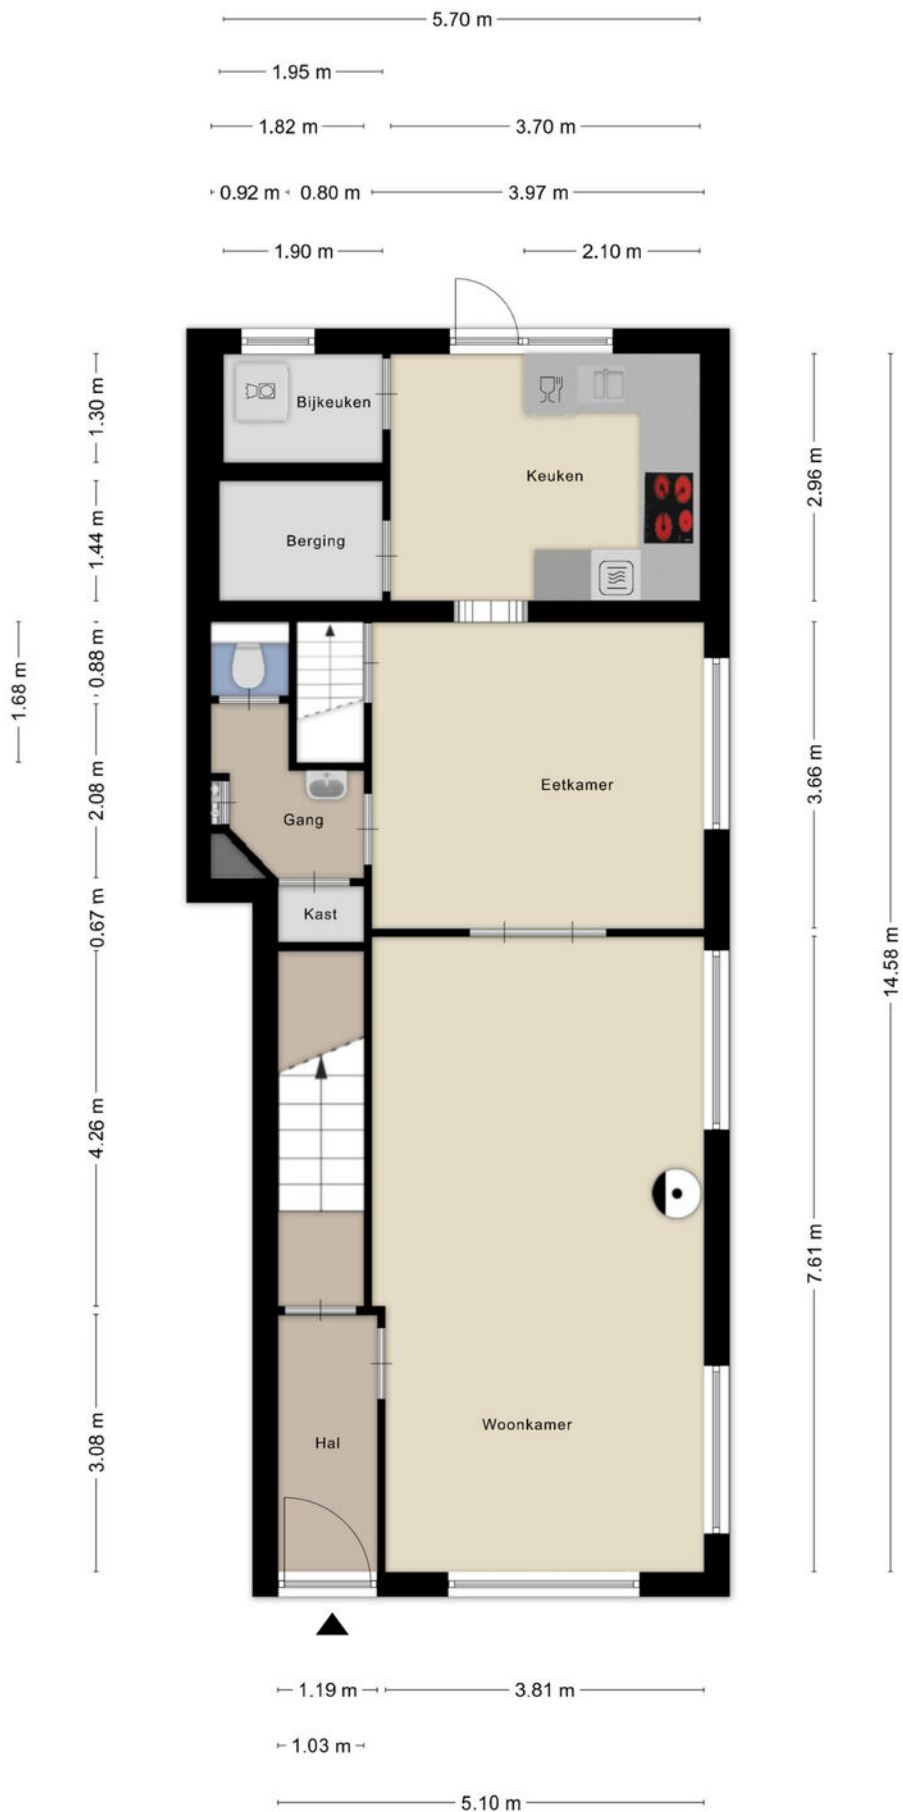 5.70 m
1.95 m
1.82 m 3.70 m
0.92 m 0.80 m 3.97 m
1.90 m 2.10 m
1.30 m
Bijkeuken
Keuken
2.96 m
1.44 m
Berging
1.68 m
0.88 m
Eetkamer
3.66 m
2.08 m
Gang
Kast
0.67 m
14.58 m
4.26 m
7.61 m
Woonkamer
Hal
3.08 m
1.19 m 3.81 m
1.03 m
5.10 m